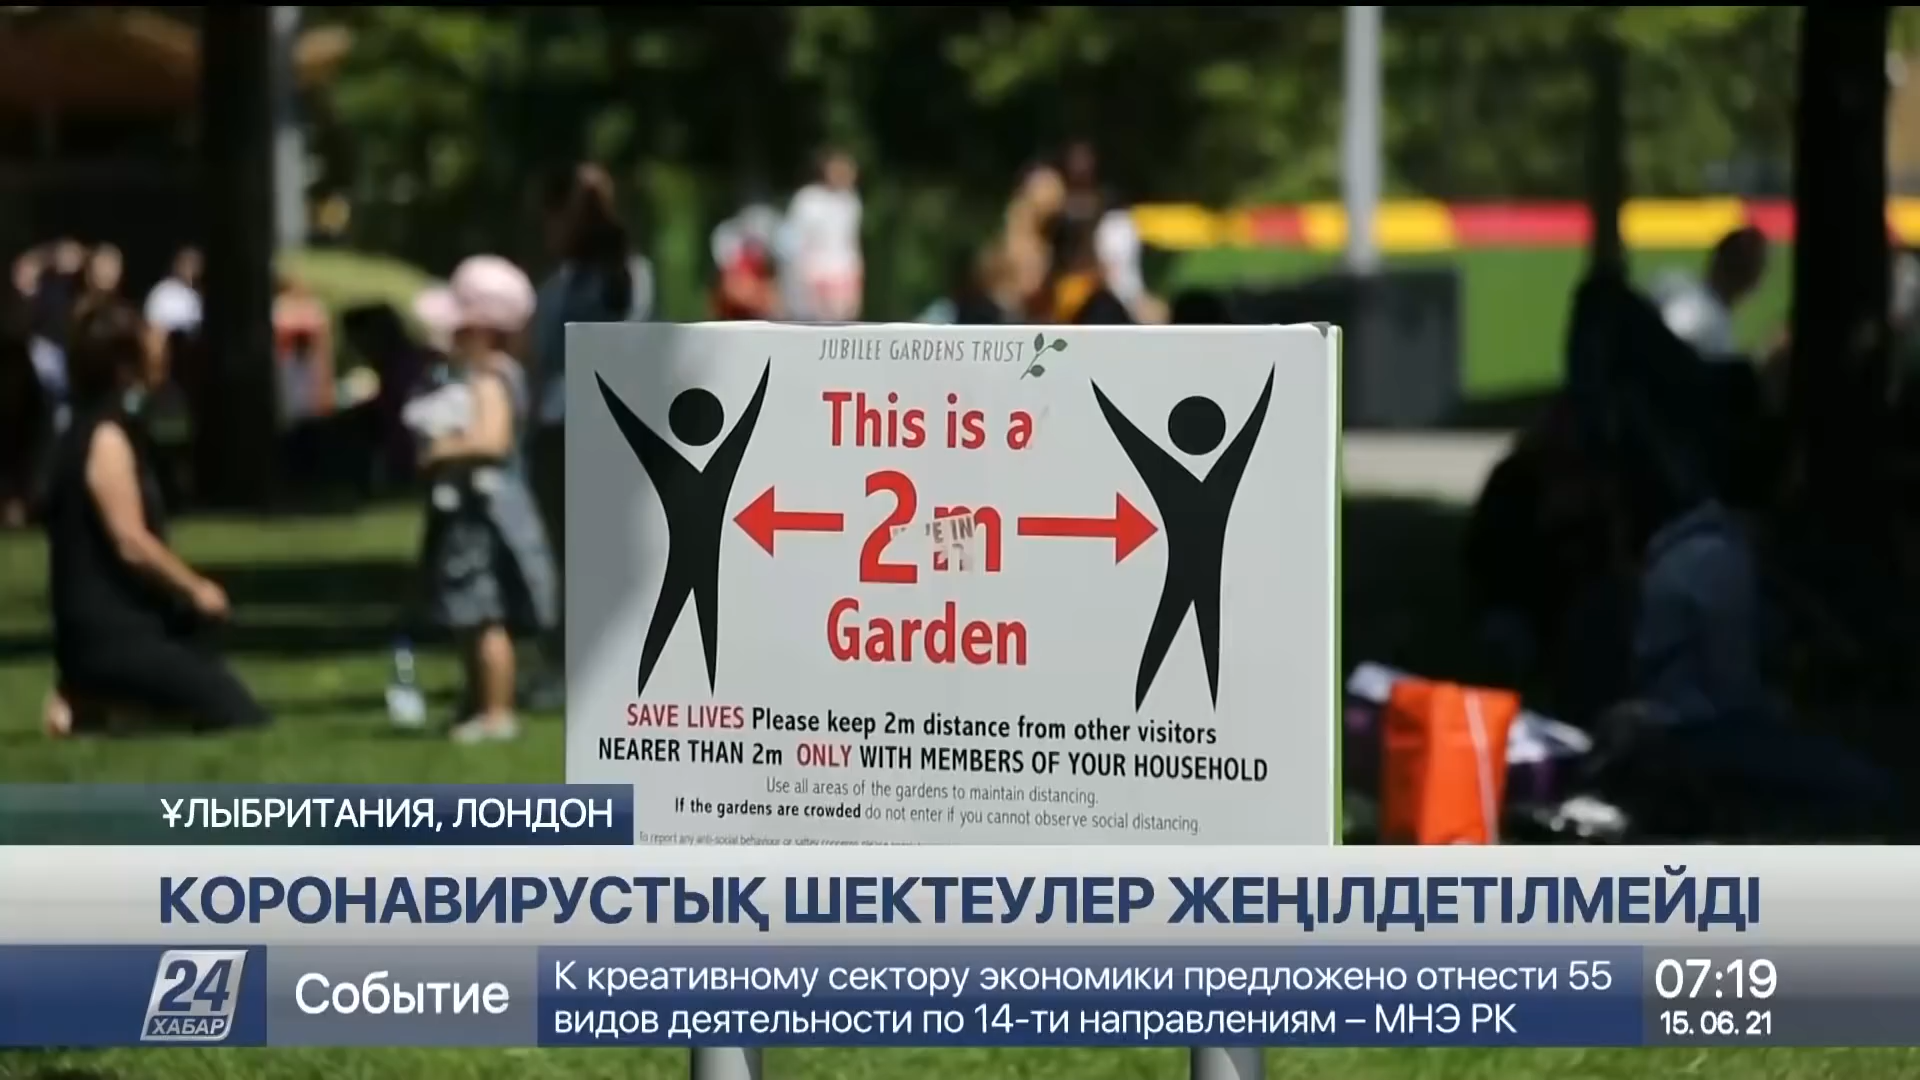 JUBILEE GARDENS TRUST
This is a
2m
Garden
SAVE LIVES Please keep 2m distance from other visitors
NEARER THAN 2m ONLY WITH MEMBERS OF YOUR HOUSEHOLD
Use all areas of the gardens to maintain distancing.
If the gardens are crowded do not enter if you cannot observe social distancing.
ҰЛЫБРИТАНИЯ, ЛОНДОН
КОРОНАВИРУСТЫҚ ШЕКТЕУЛЕР ЖЕҢІЛДЕТІЛМЕЙДІ
24
ХАБАР
Событие
К креативному сектору экономики предложено отнести 55
видов деятельности по 14-ти направлениям – МНЭ РК
07:19
15. 06. 21